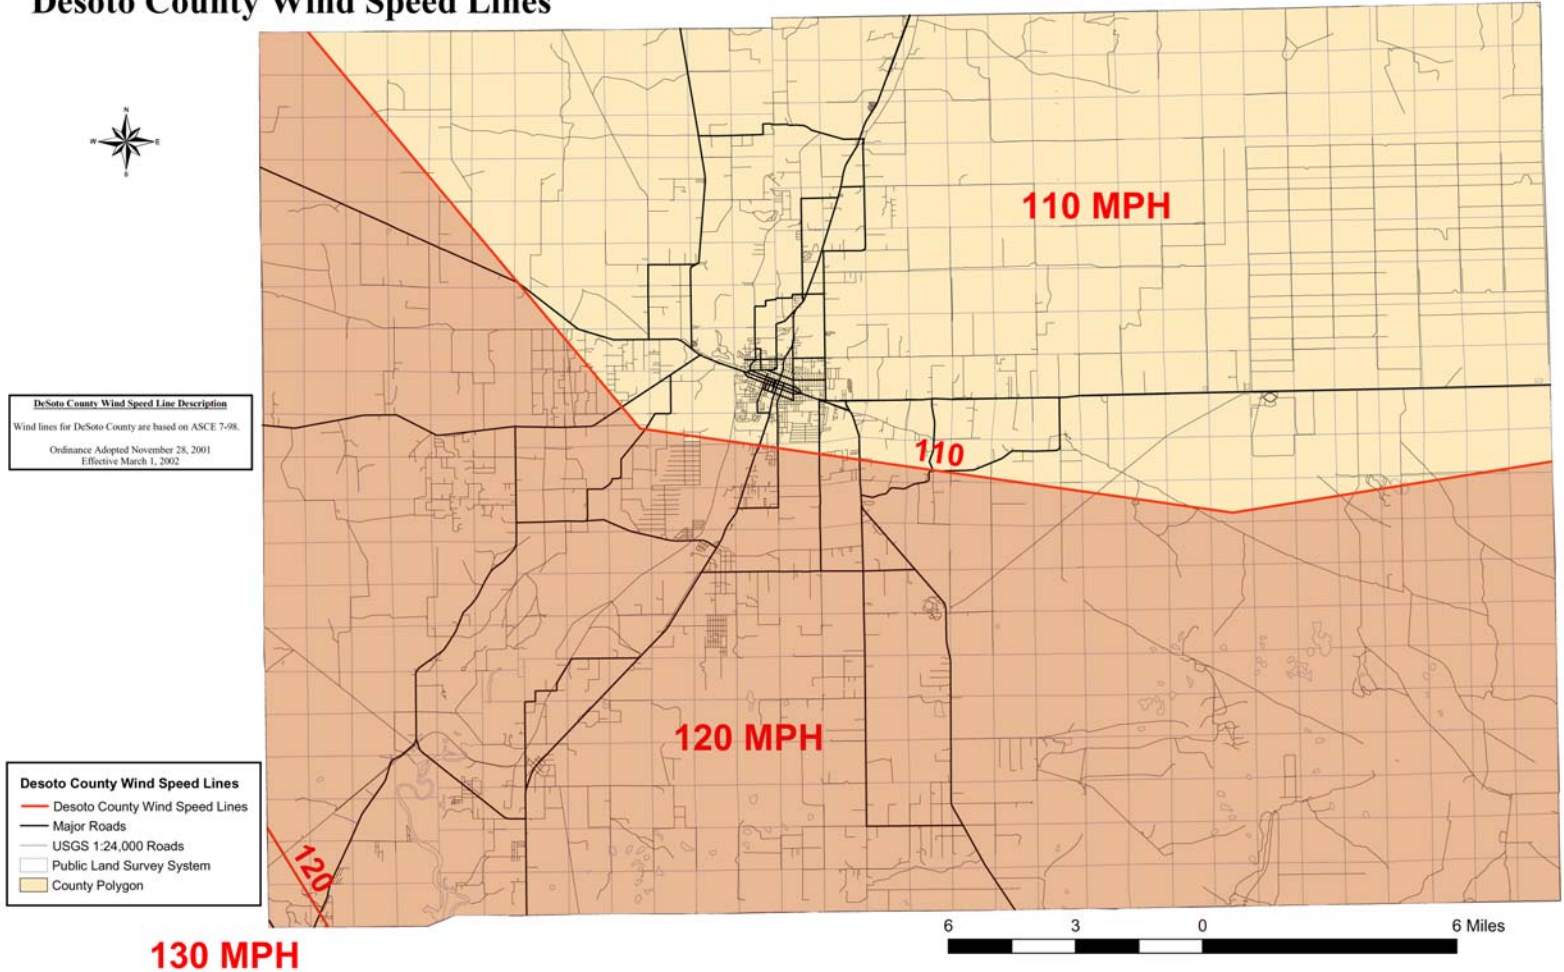 Desoto County Wind Speed Lines
N
W E
S
110 MPH
DeSoto County Wind Speed Line Description
Wind lines for DeSoto County are based on ASCE 7-98.
Ordinance Adopted November 28, 2001
Effective March 1, 2002
110
120 MPH
Desoto County Wind Speed Lines
Desoto County Wind Speed Lines
Major Roads
USGS 1:24,000 Roads
Public Land Survey System
County Polygon
120
130 MPH
6 3 0 6 Miles